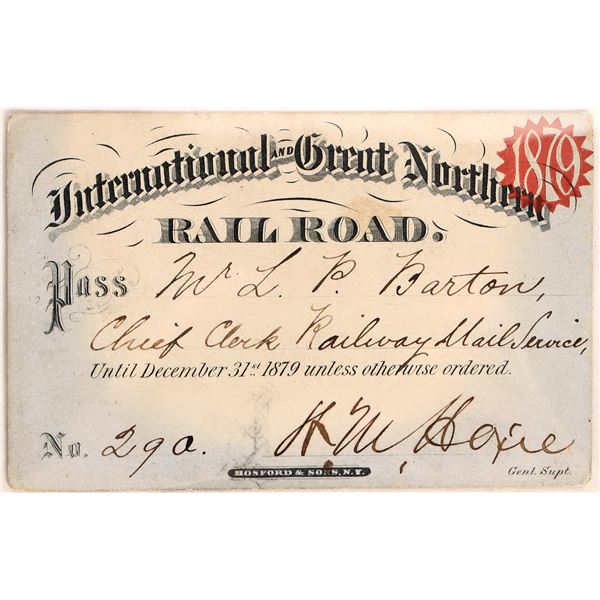 International AND Great Northern
1879
RAIL ROAD.
Pass Mr L. P. Barton,
Chief Clerk Railway Mail Service,
Until December 31st 1879 unless otherwise ordered.
No. 290. H. M. Hoxie
HOSFORD & SONS, N.Y.
Genl. Supt.